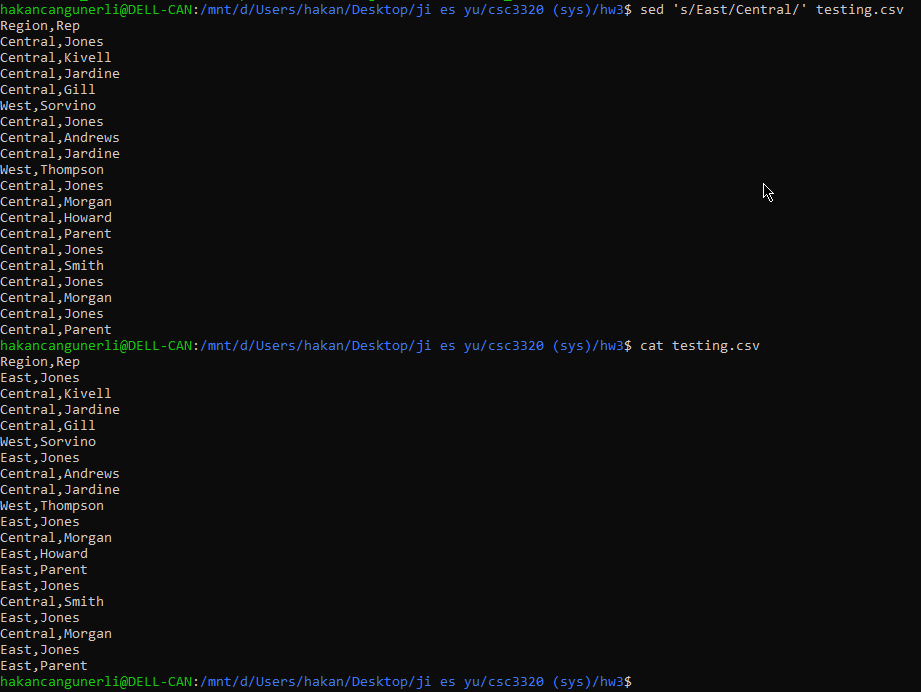 hakancangunerli@DELL-CAN:/mnt/d/Users/hakan/Desktop/ji es yu/csc3320 (sys)/hw3$ sed 's/East/Central/' testing.csv
Region,Rep
Central,Jones
Central,Kivell
Central,Jardine
Central,Gill
West,Sorvino
Central,Jones
Central,Andrews
Central,Jardine
West,Thompson
Central,Jones
Central,Morgan
Central,Howard
Central,Parent
Central,Jones
Central,Smith
Central,Jones
Central,Morgan
Central,Jones
Central,Parent
hakancangunerli@DELL-CAN:/mnt/d/Users/hakan/Desktop/ji es yu/csc3320 (sys)/hw3$ cat testing.csv
Region,Rep
East,Jones
Central,Kivell
Central,Jardine
Central,Gill
West,Sorvino
East,Jones
Central,Andrews
Central,Jardine
West,Thompson
East,Jones
Central,Morgan
East,Howard
East,Parent
East,Jones
Central,Smith
East,Jones
Central,Morgan
East,Jones
East,Parent
hakancangunerli@DELL-CAN:/mnt/d/Users/hakan/Desktop/ji es yu/csc3320 (sys)/hw3$